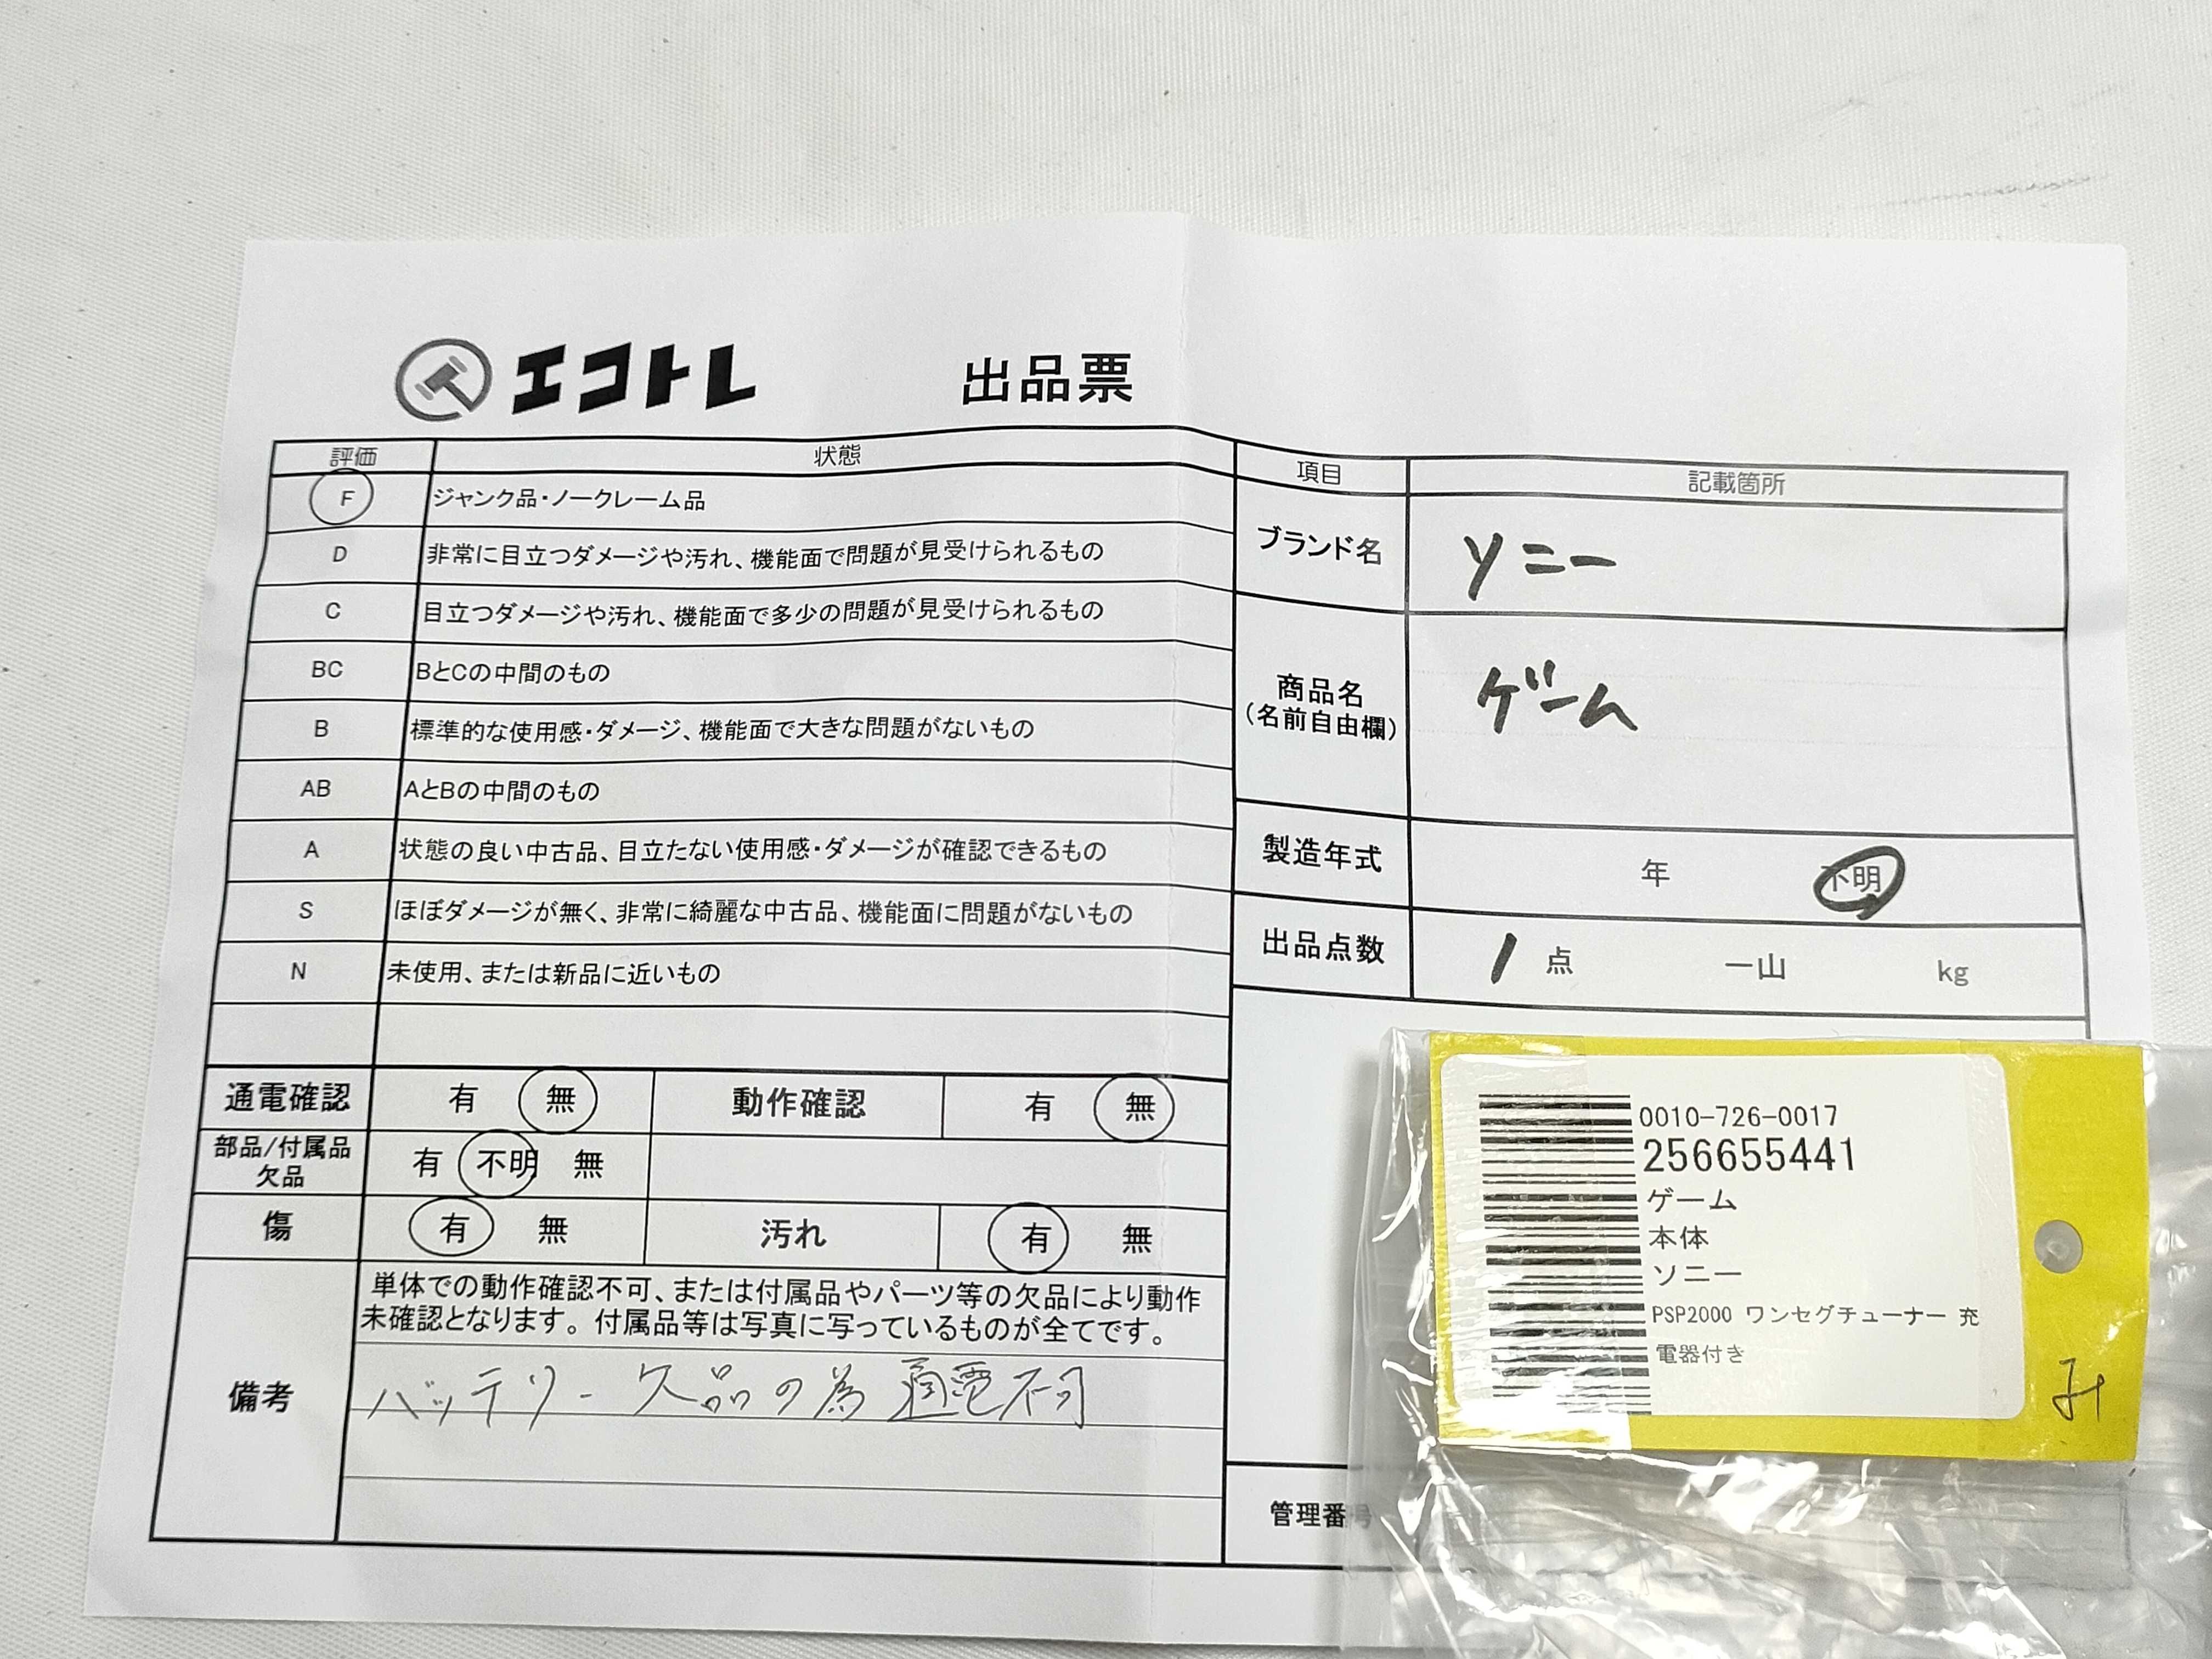 エコトレ 出品票
評価 状態
F ジャンク品・ノークレーム品
D 非常に目立つダメージや汚れ、機能面で問題が見受けられるもの
C 目立つダメージや汚れ、機能面で多少の問題が見受けられるもの
BC BとCの中間のもの
B 標準的な使用感・ダメージ、機能面で大きな問題がないもの
AB AとBの中間のもの
A 状態の良い中古品、目立たない使用感・ダメージが確認できるもの
S ほぼダメージが無く、非常に綺麗な中古品、機能面に問題がないもの
N 未使用、または新品に近いもの
通電確認 有 無 動作確認 有 無
部品/付属品
欠品
有 不明 無
傷 有 無 汚れ 有 無
備考
単体での動作確認不可、または付属品やパーツ等の欠品により動作
未確認となります。付属品等は写真に写っているものが全てです。
バッテリー欠品の為通電不可
項目 記載箇所
ブランド名 ソニー
商品名
(名前自由欄)
ゲーム
製造年式 年 不明
出品点数 1 点 一山 kg
管理番号
0010-726-0017
256655441
ゲーム
本体
ソニー
PSP2000 ワンセグチューナー 充
電器付き